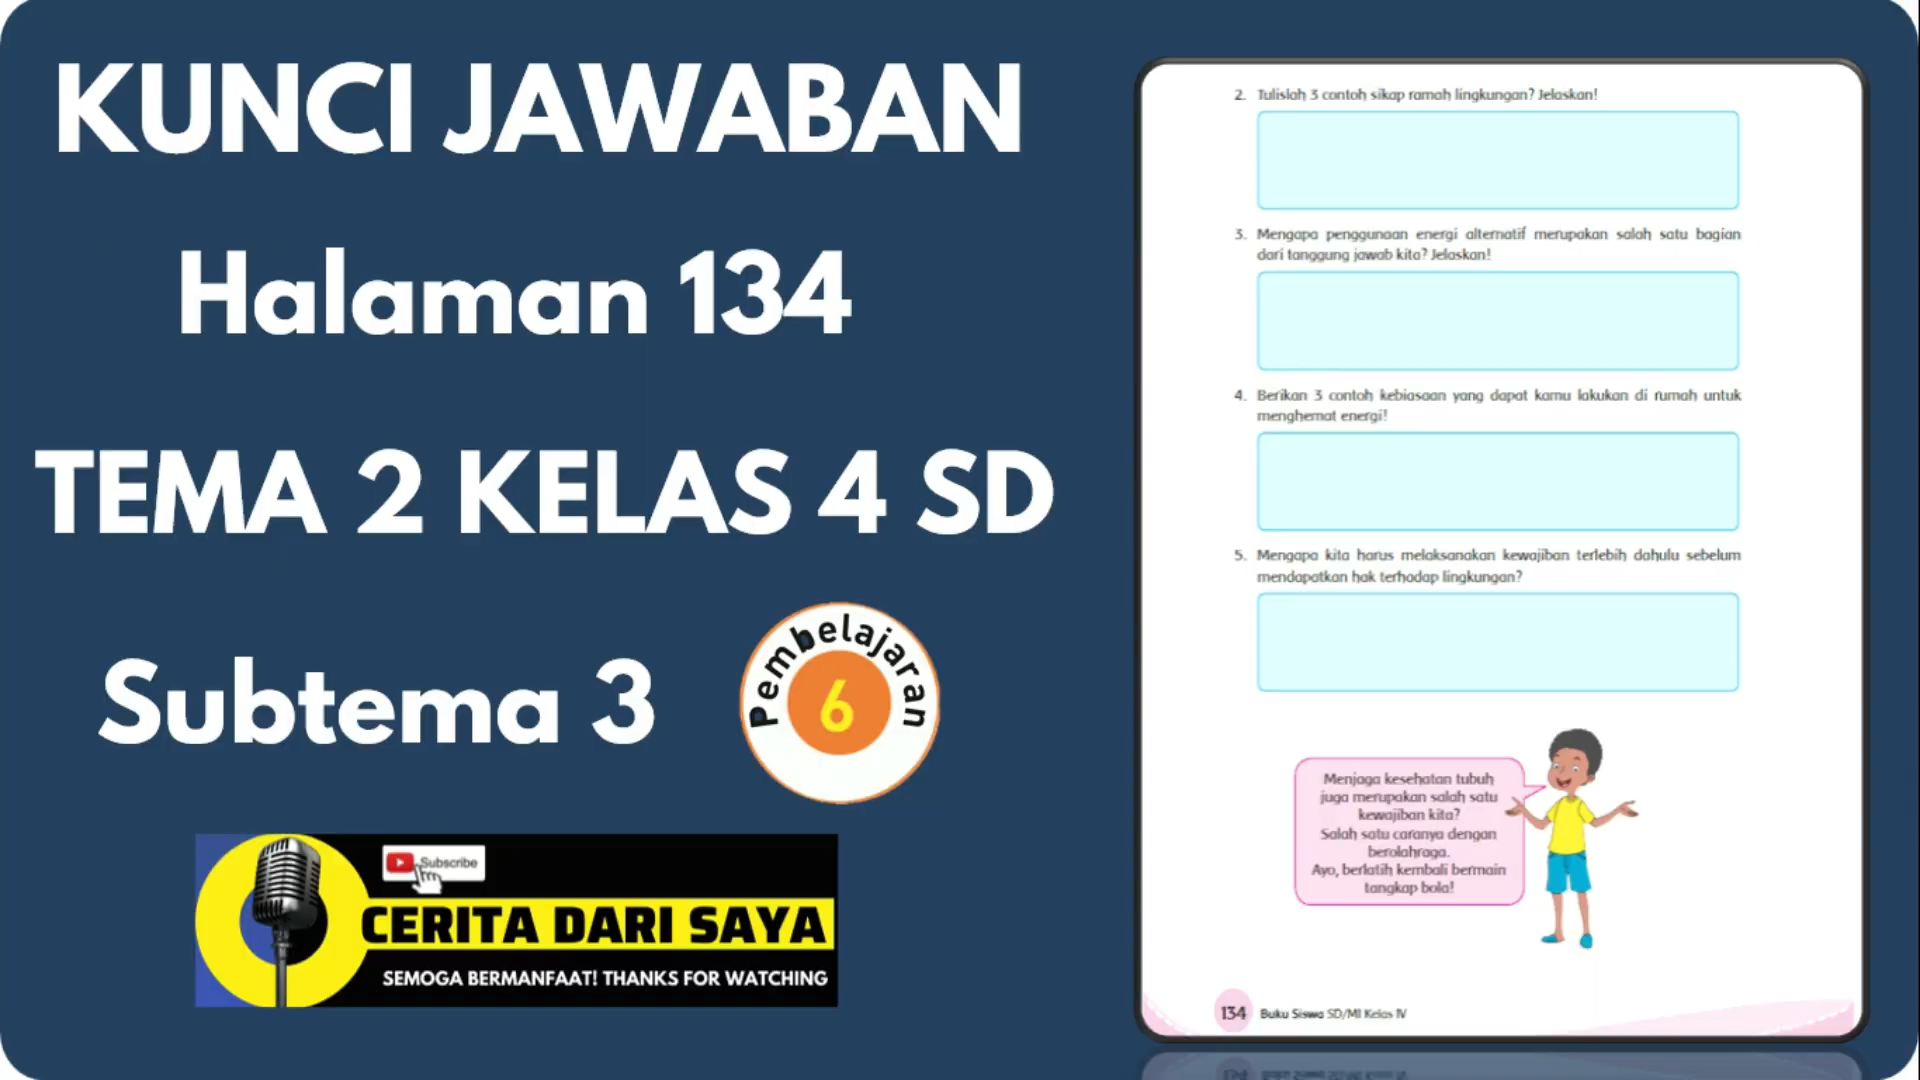 KUNCI JAWABAN
Halaman 134
TEMA 2 KELAS 4 SD
Subtema 3
Pembelajaran
6
Subscribe
CERITA DARI SAYA
SEMOGA BERMANFAAT! THANKS FOR WATCHING
2. Tulislah 3 contoh sikap ramah lingkungan? Jelaskan!
3. Mengapa penggunaan energi alternatif merupakan salah satu bagian
dari tanggung jawab kita? Jelaskan!
4. Berikan 3 contoh kebiasaan yang dapat kamu lakukan di rumah untuk
menghemat energi!
5. Mengapa kita harus melaksanakan kewajiban terlebih dahulu sebelum
mendapatkan hak terhadap lingkungan?
Menjaga kesehatan tubuh
juga merupakan salah satu
kewajiban kita?
Salah satu caranya dengan
berolahraga.
Ayo, berlatih kembali bermain
tangkap bola!
134 Buku Siswa SD/MI Kelas IV